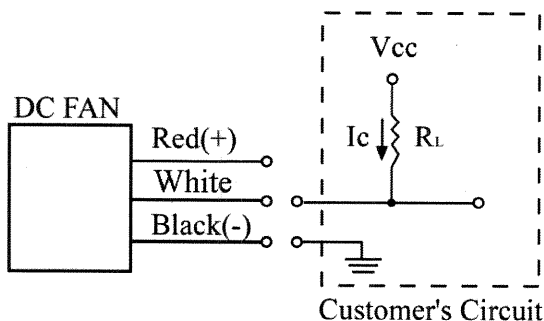 Vcc
DC FAN
Red(+)
Ic
RL
White
Black(-)
Customer's Circuit